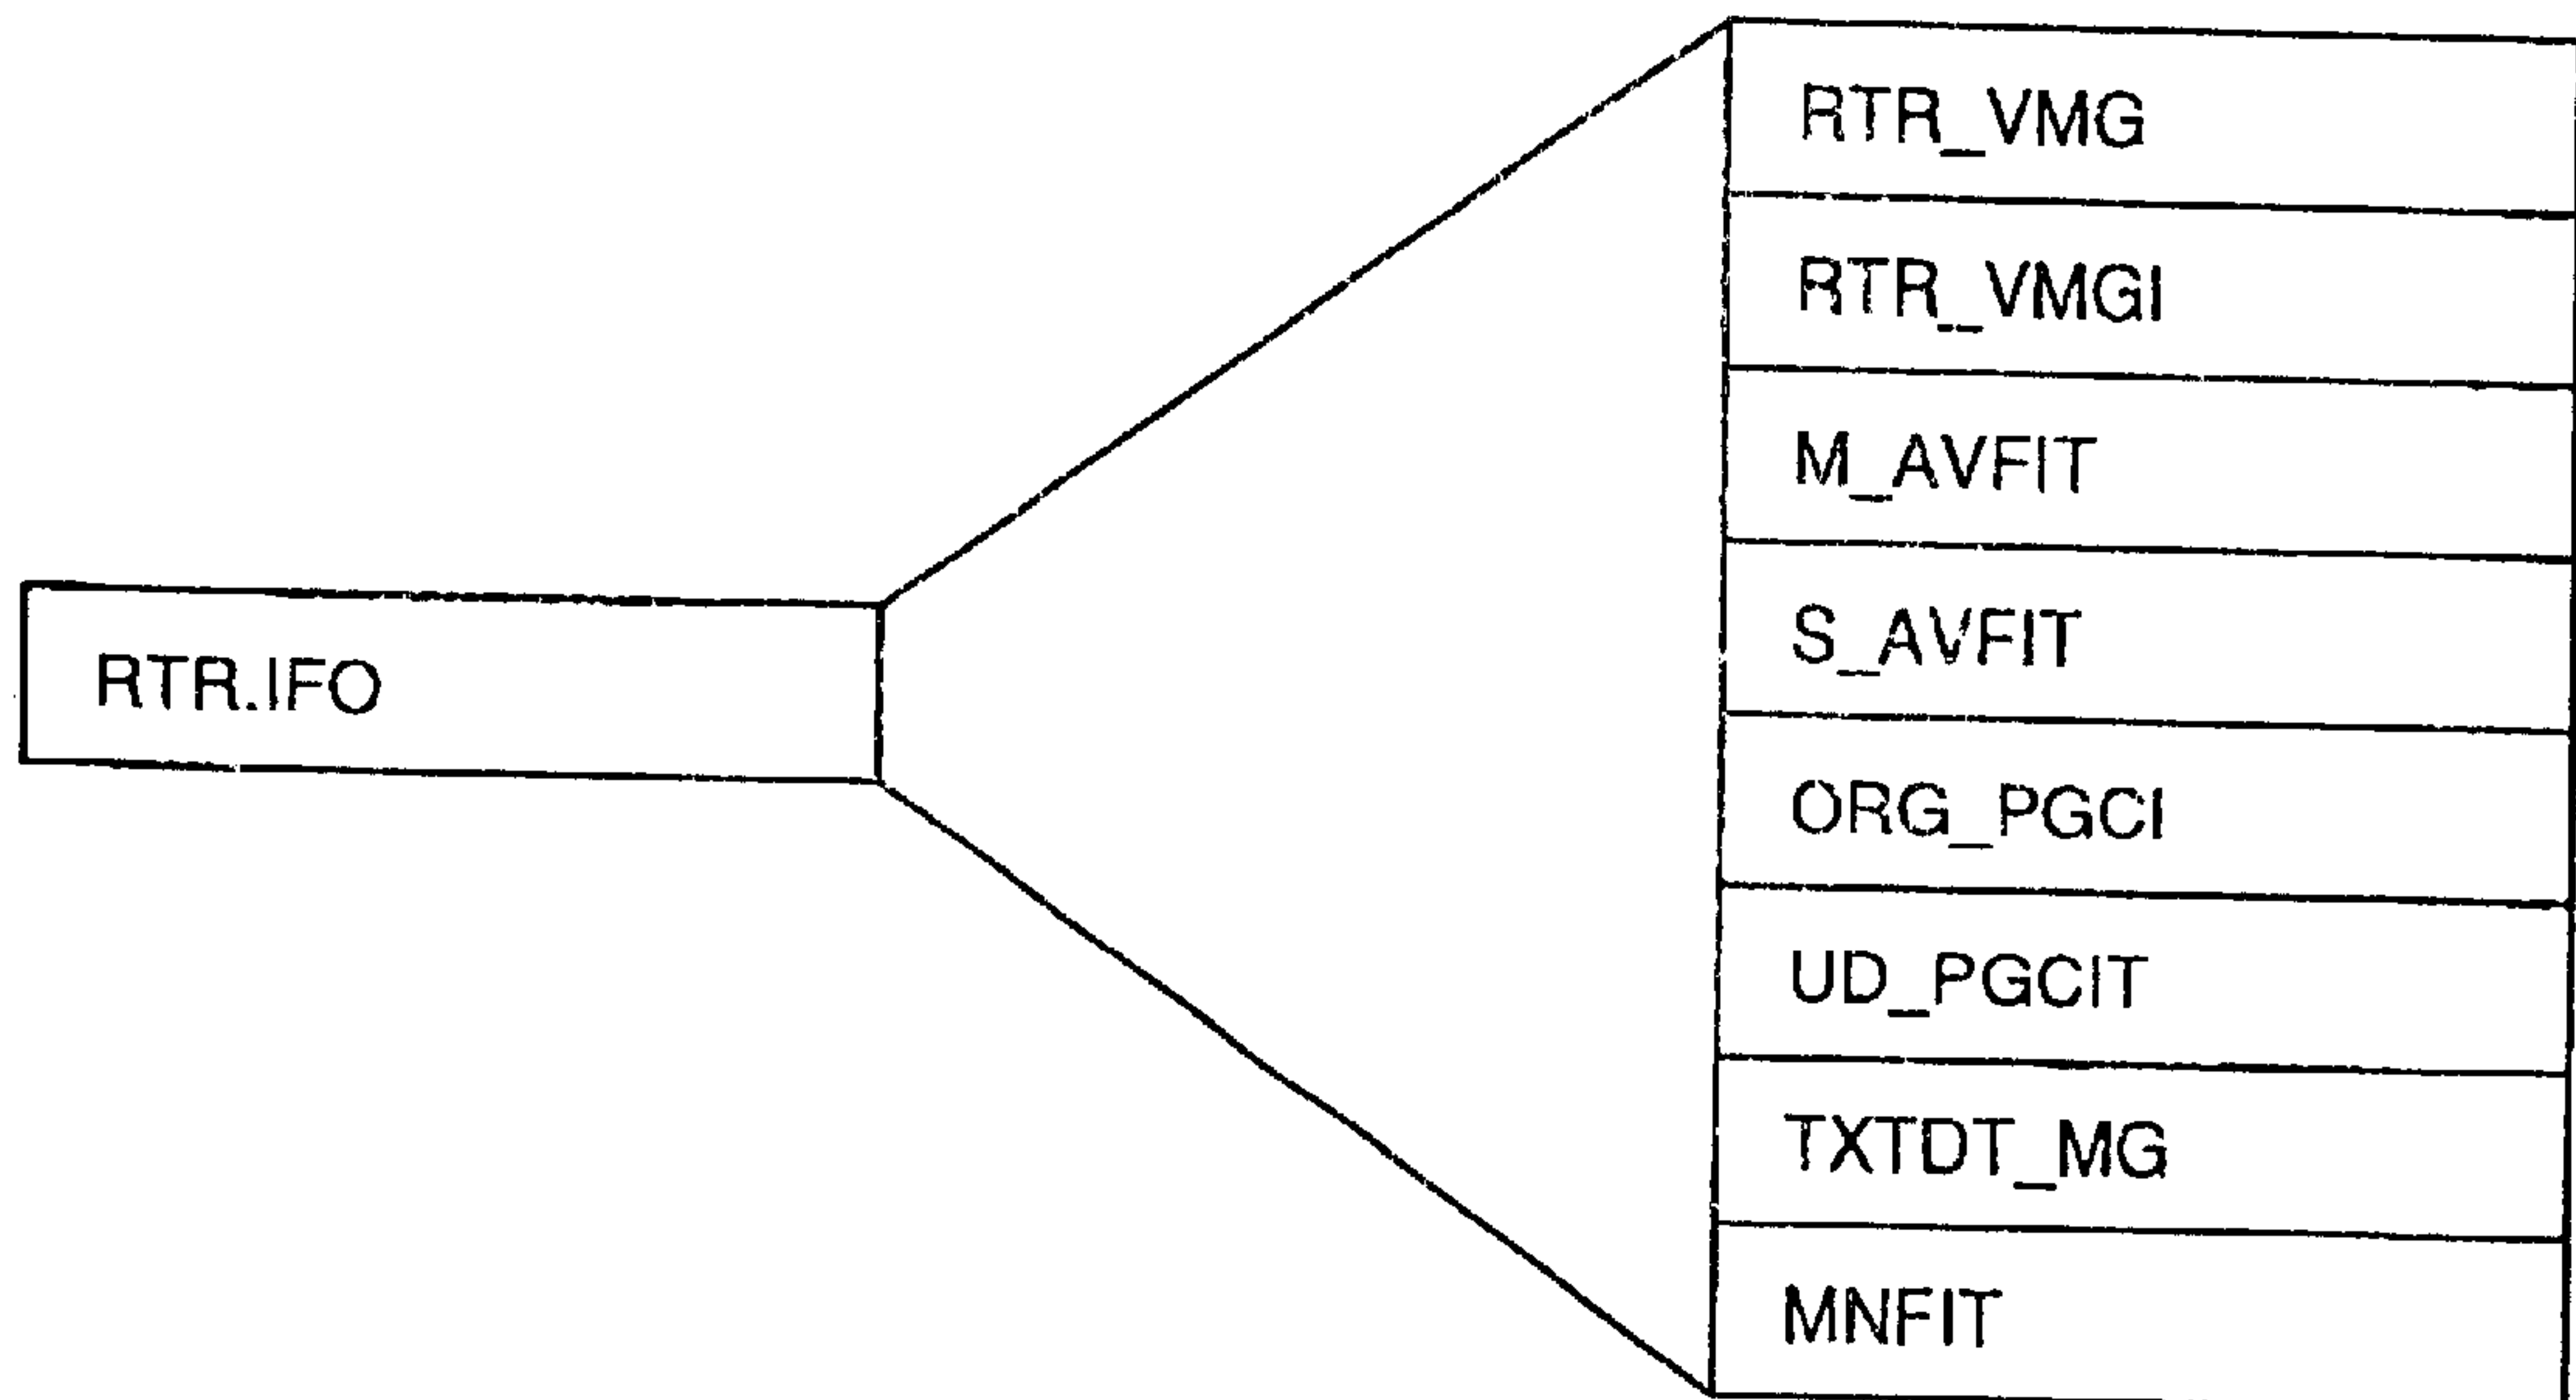 RTR.IFO
RTR_VMG
RTR_VMGI
M_AVFIT
S_AVFIT
ORG_PGCI
UD_PGCIT
TXTDT_MG
MNFIT